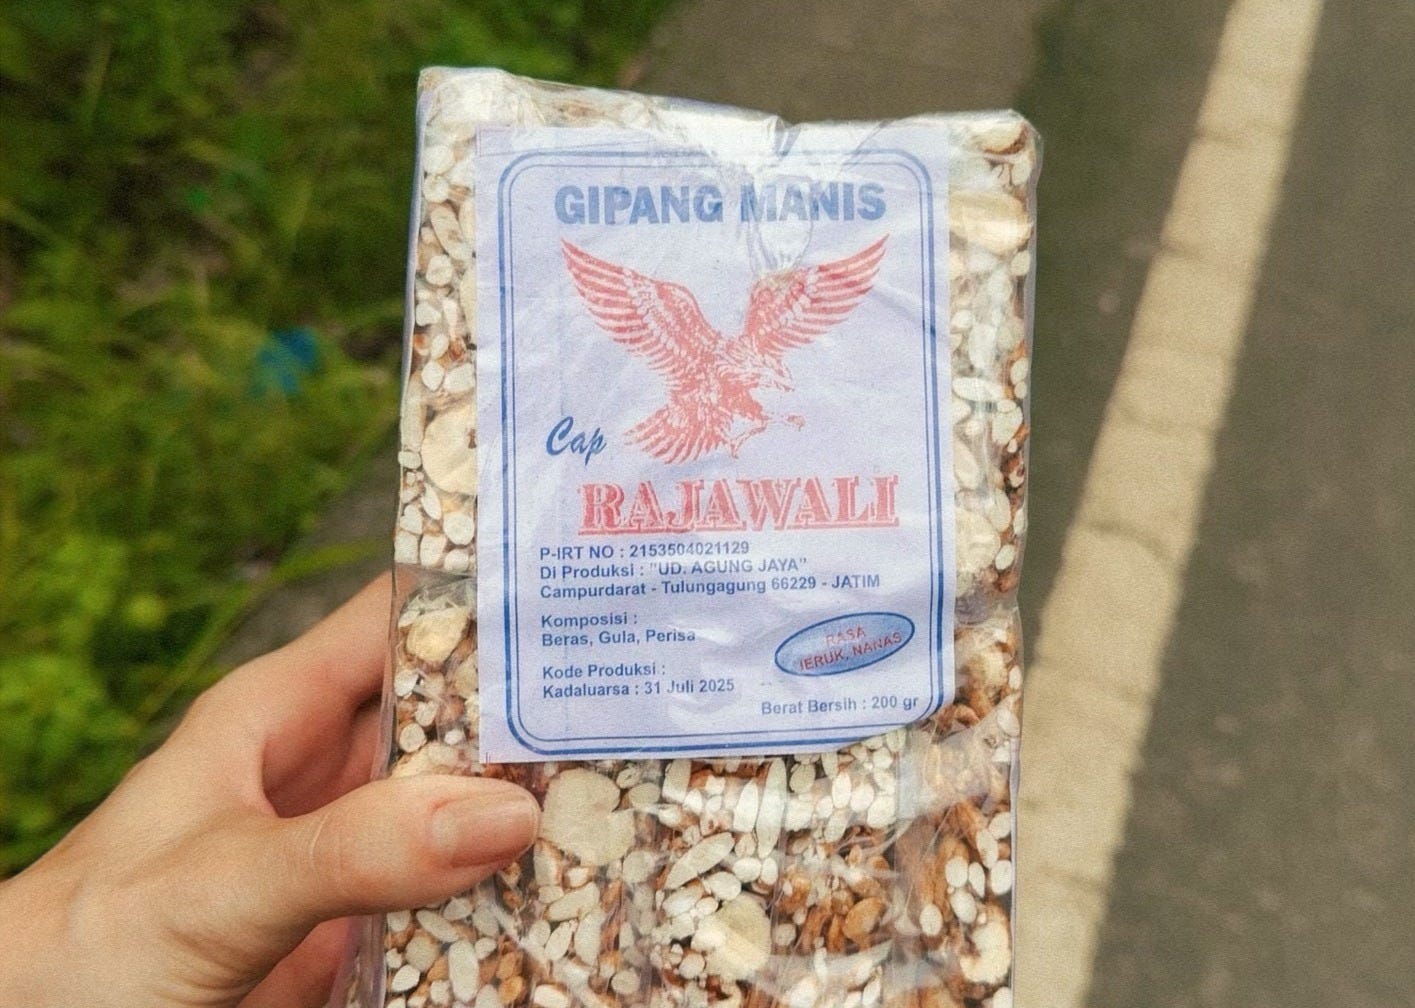 GIPANG MANIS
Cap
RAJAWALI
P-IRT NO : 2153504021129
Di Produksi : "UD. AGUNG JAYA"
Campurdarat - Tulungagung 66229 - JATIM
Komposisi :
Beras, Gula, Perisa
RASA
JERUK, NANAS
Kode Produksi :
Kadaluarsa : 31 Juli 2025
Berat Bersih : 200 gr